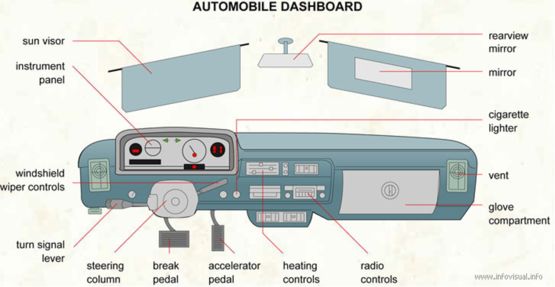 AUTOMOBILE DASHBOARD
sun visor
instrument
panel
windshield
wiper controls
turn signal
lever
steering
column
break
pedal
accelerator
pedal
heating
controls
radio
controls
rearview
mirror
mirror
cigarette
lighter
vent
glove
compartment
www.infovisual.info